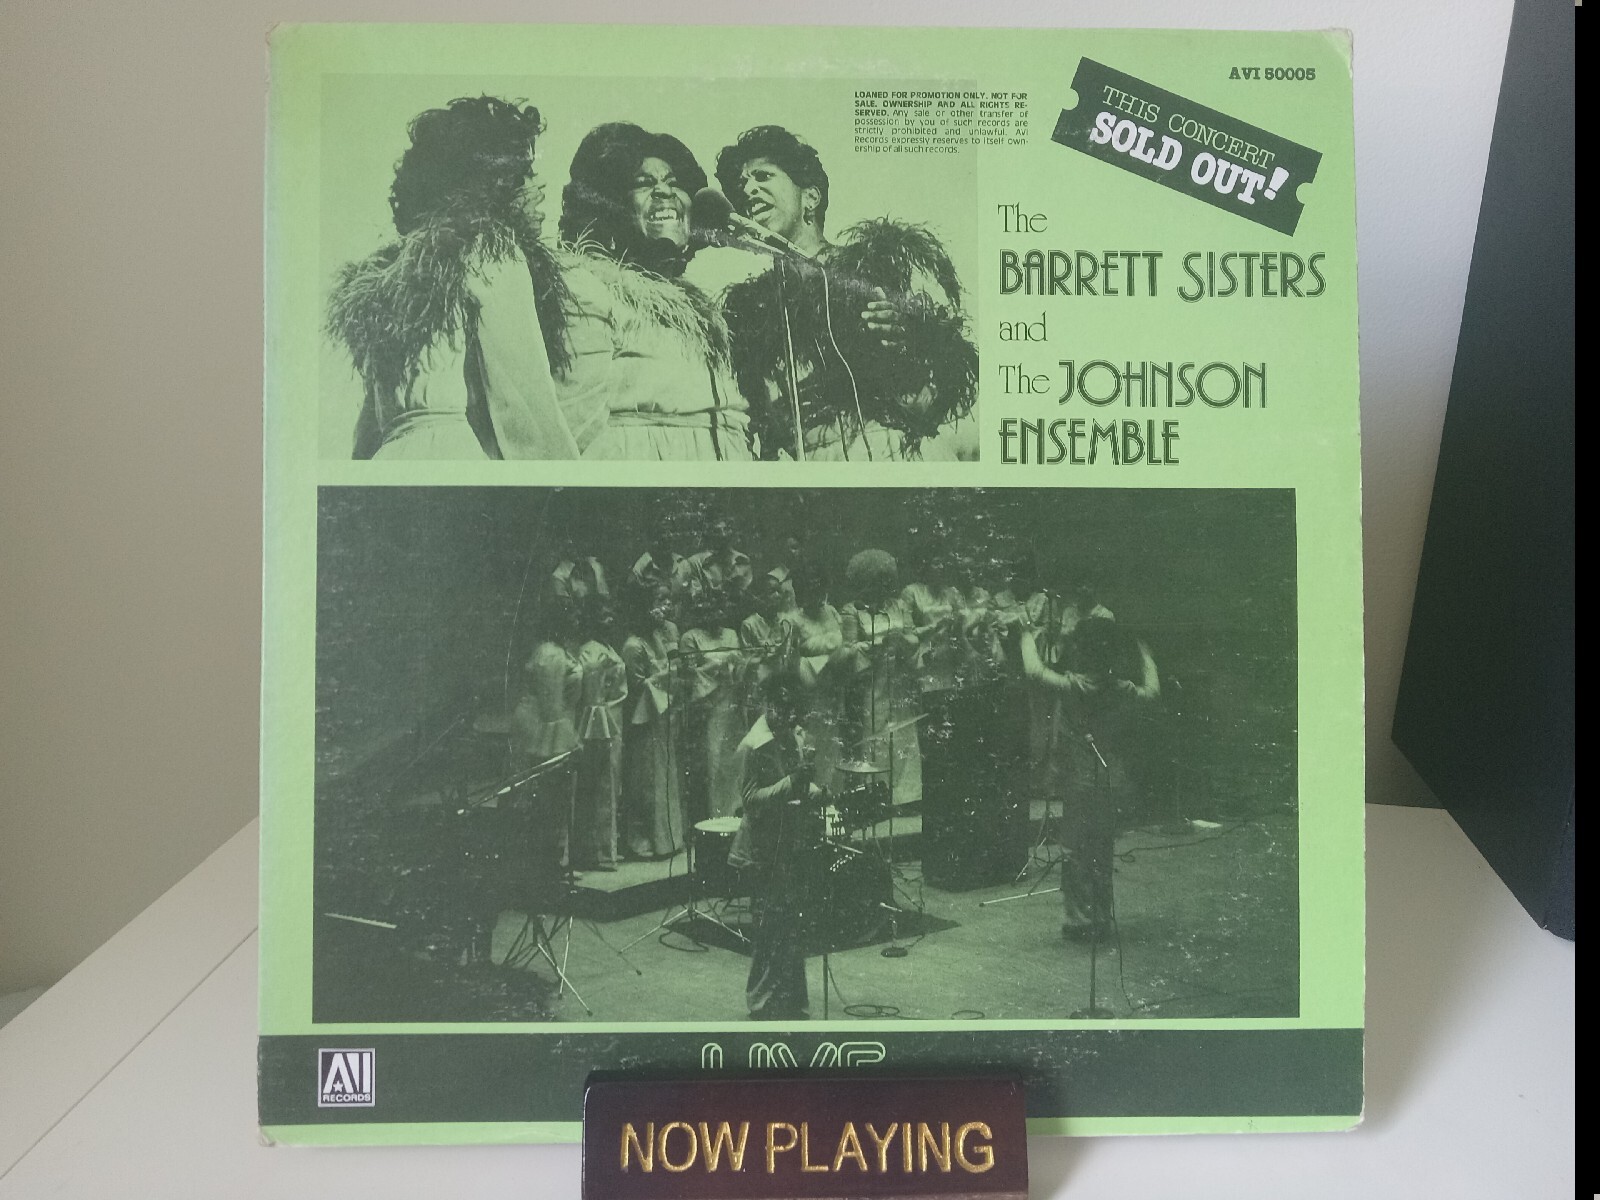 AVI 50005
THIS CONCERT
SOLD OUT!
LOANED FOR PROMOTION ONLY. NOT FOR
SALE. OWNERSHIP AND ALL RIGHTS RE-
SERVED. Any sale or other transfer of
possession by you of such records are
strictly prohibited and unlawful. AVI
Records expressly reserves to itself own-
ership of all such records.
The
BARRETT SISTERS
and
The JOHNSON
ENSEMBLE
LIVE
AVI
RECORDS
NOW PLAYING